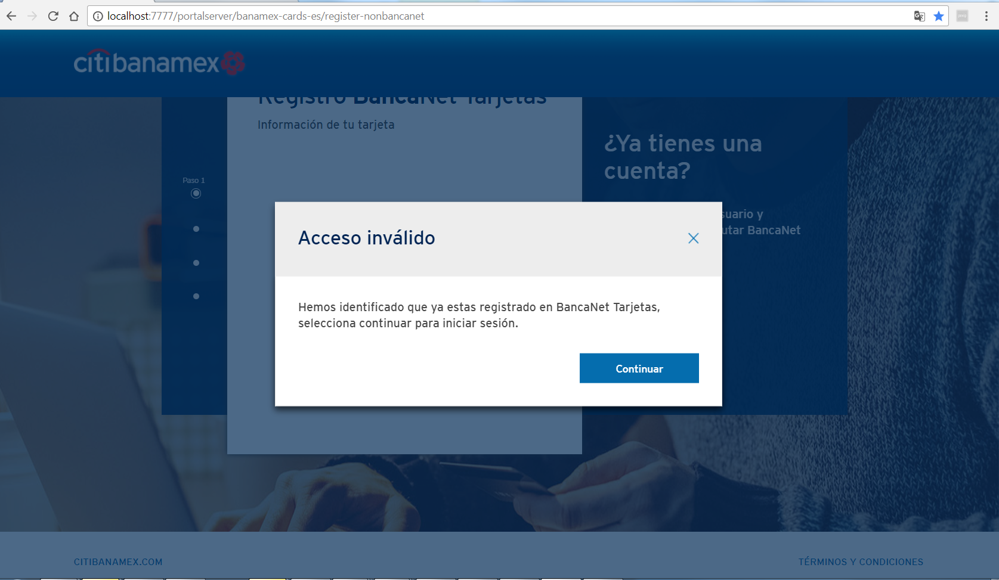 localhost:7777/portalserver/banamex-cards-es/register-nonbancanet
citibanamex
Registro BancaNet Tarjetas
Información de tu tarjeta
Paso 1
¿Ya tienes una
cuenta?
suario y
utar BancaNet
Acceso inválido
Hemos identificado que ya estas registrado en BancaNet Tarjetas,
selecciona continuar para iniciar sesión.
Continuar
CITIBANAMEX.COM
TÉRMINOS Y CONDICIONES